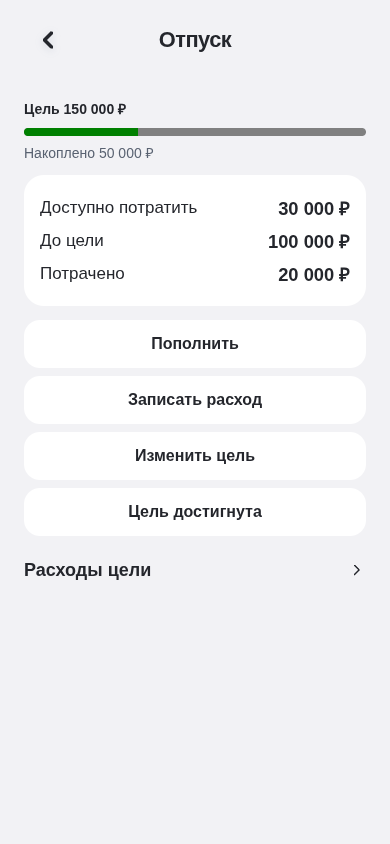 Отпуск
Цель 150 000 ₽
Накоплено 50 000 ₽
Доступно потратить 30 000 ₽
До цели 100 000 ₽
Потрачено 20 000 ₽
Пополнить
Записать расход
Изменить цель
Цель достигнута
Расходы цели